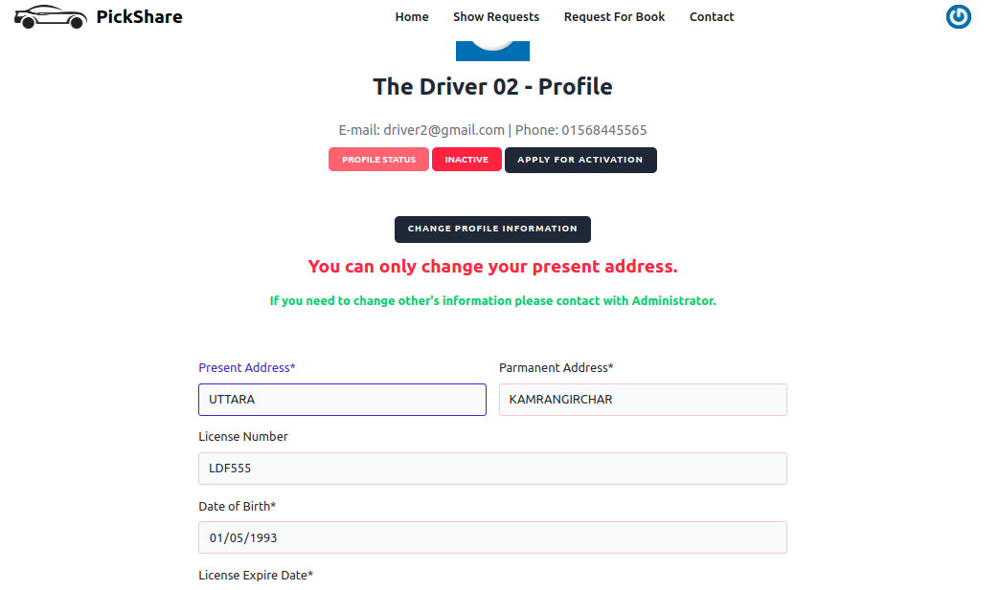 PickShare Home Show Requests Request For Book Contact
The Driver 02 - Profile
E-mail: driver2@gmail.com | Phone: 01568445565
PROFILE STATUS INACTIVE APPLY FOR ACTIVATION
CHANGE PROFILE INFORMATION
You can only change your present address.
If you need to change other's information please contact with Administrator.
Present Address* Parmanent Address*
UTTARA KAMRANGIRCHAR
License Number
LDF555
Date of Birth*
01/05/1993
License Expire Date*